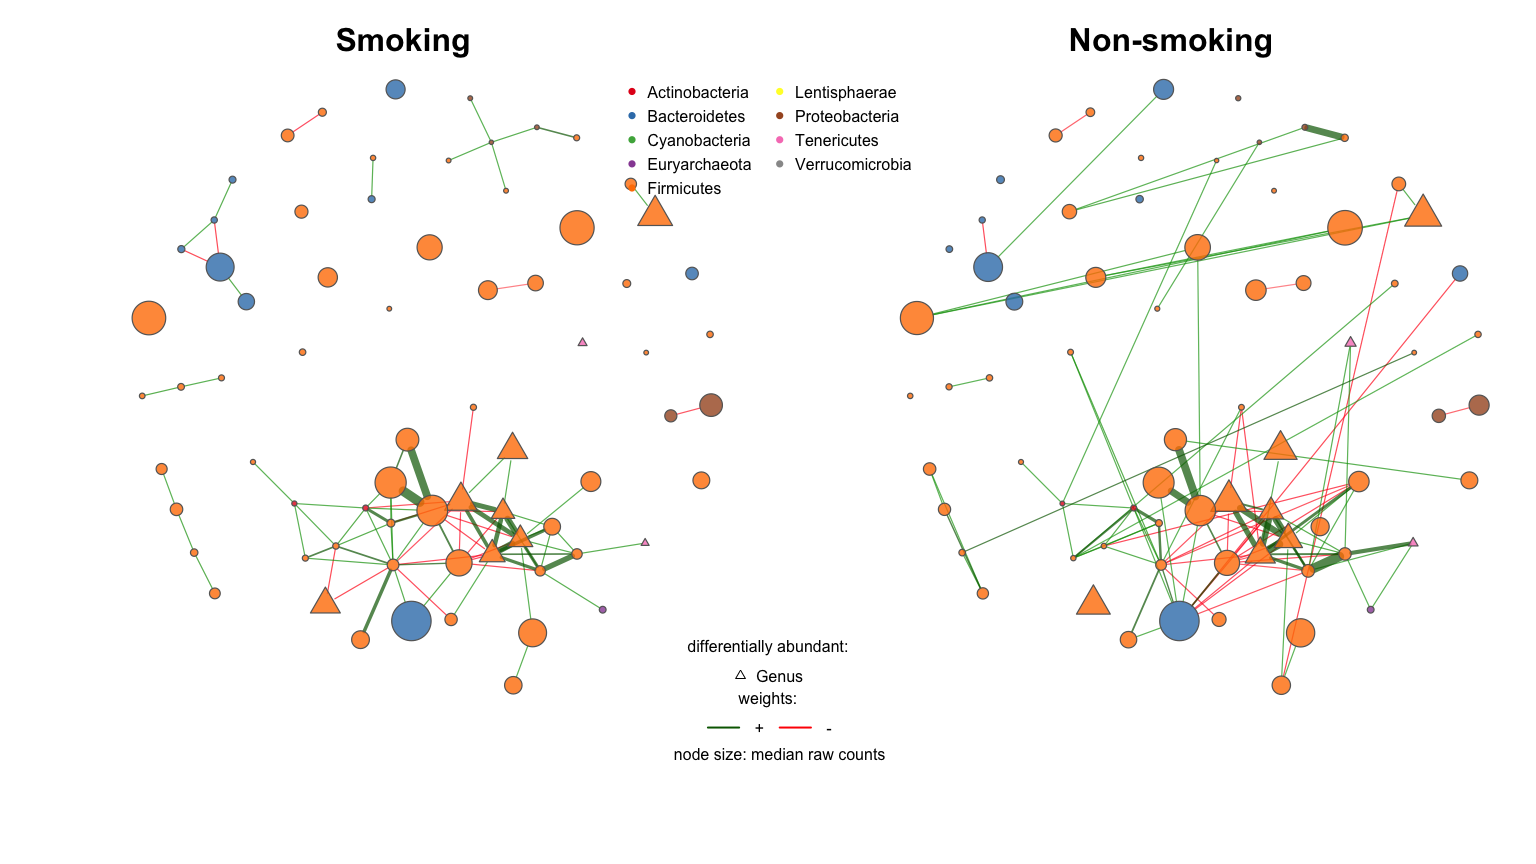 Smoking
Non-smoking
Actinobacteria
Bacteroidetes
Cyanobacteria
Euryarchaeota
Firmicutes
Lentisphaerae
Proteobacteria
Tenericutes
Verrucomicrobia
differentially abundant:
Genus
weights:
+ -
node size: median raw counts